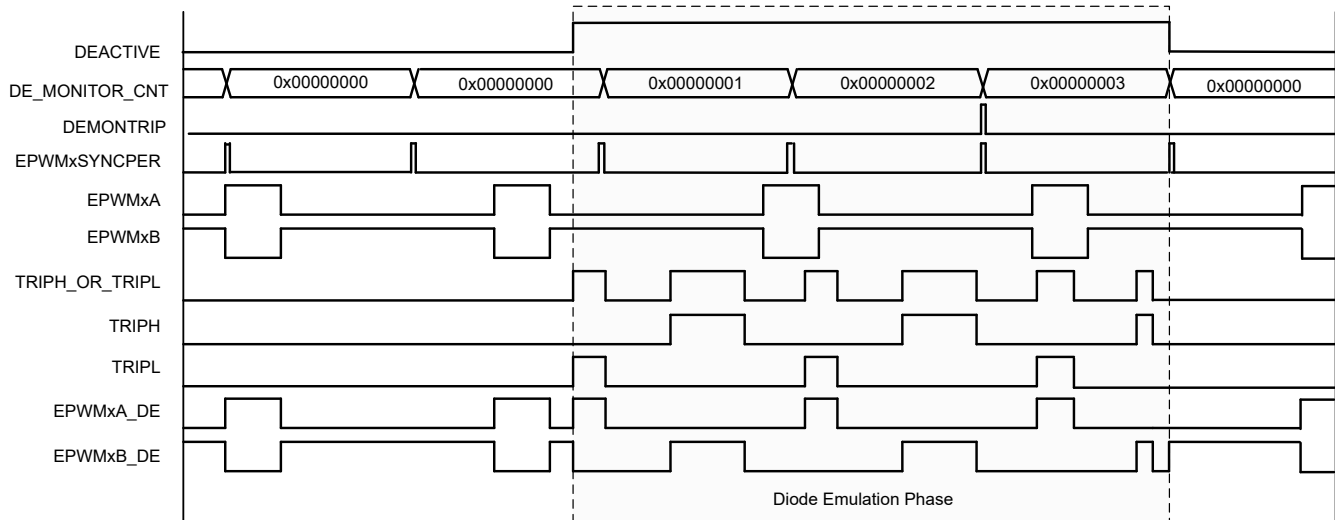 DEACTIVE
DE_MONITOR_CNT 0x00000000 0x00000000 0x00000001 0x00000002 0x00000003 0x00000000
DEMONTRIP
EPWMxSYNCPER
EPWMxA
EPWMxB
TRIPH_OR_TRIPL
TRIPH
TRIPL
EPWMxA_DE
EPWMxB_DE
Diode Emulation Phase